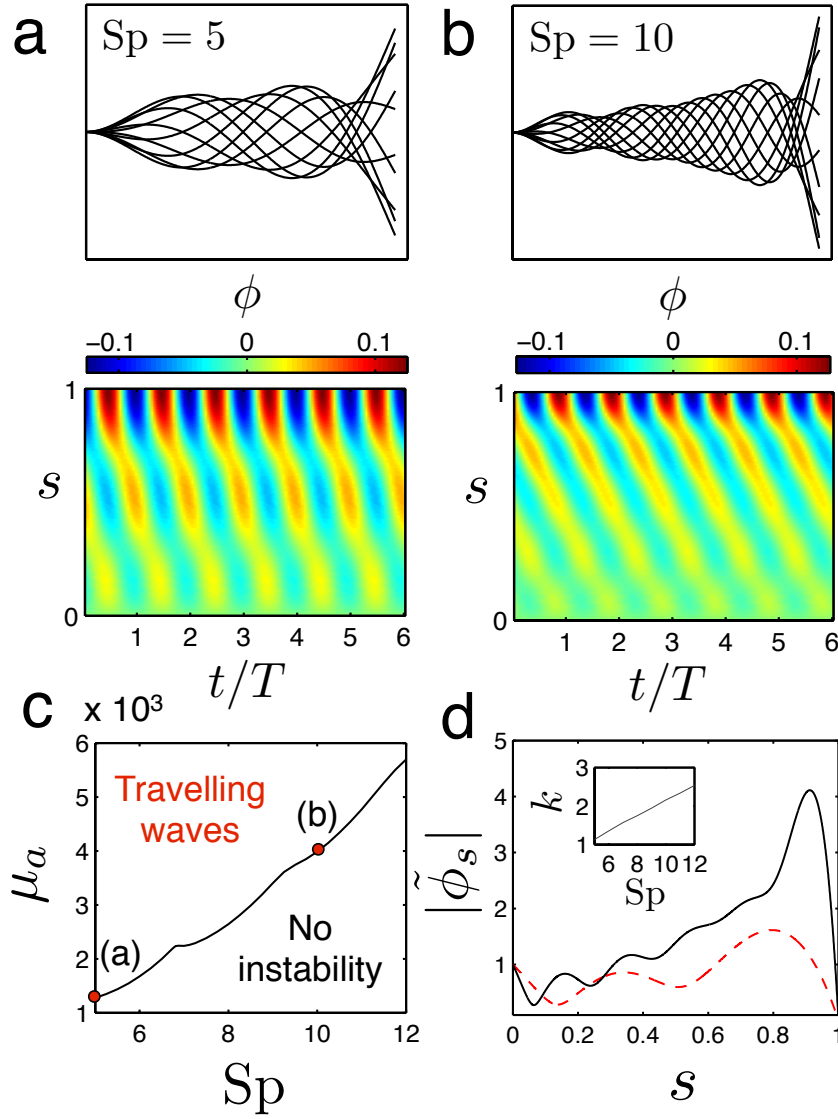 a
Sp = 5
b
Sp = 10
ϕ
ϕ
−0.1 0 0.1
−0.1 0 0.1
1
s
0
1 2 3 4 5 6
t/T
1
s
0
1 2 3 4 5 6
t/T
c
x 10³
6
5
4
3
2
1
μₐ
Travelling
waves
(b)
(a)
No
instability
6 8 10 12
Sp
d
5
4
3
2
1
|ϕ̃ₛ|
3
2
1
k
6 8 10 12
Sp
0 0.2 0.4 0.6 0.8 1
s